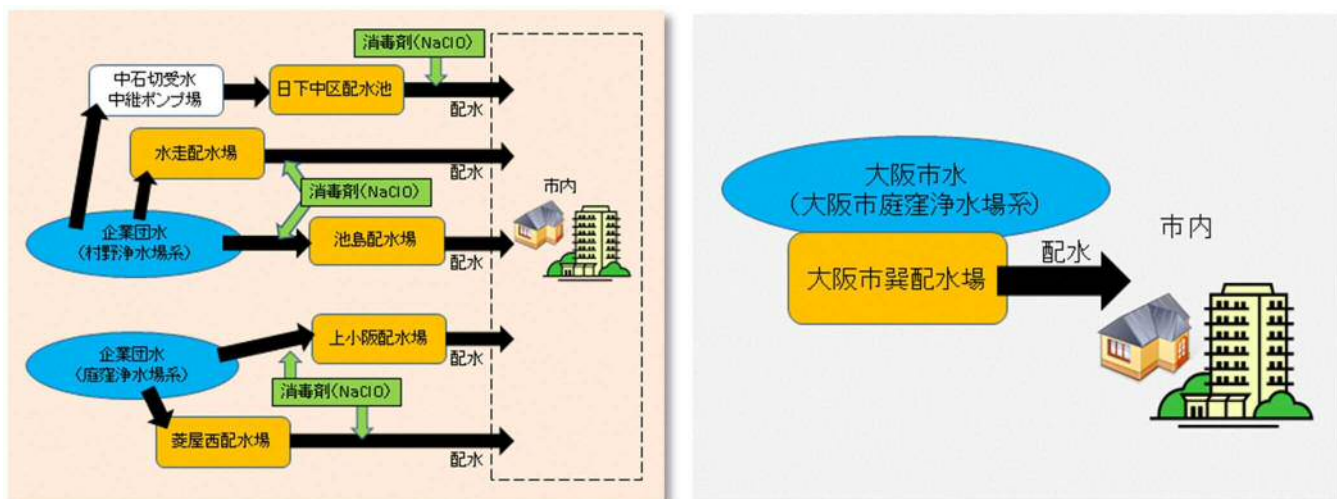 消毒剤(NaClO)
中石切受水
中継ポンプ場
日下中区配水池
配水
水走配水場
配水
消毒剤(NaClO)
市内
企業団水
(村野浄水場系)
池島配水場
配水
企業団水
(庭窪浄水場系)
上小阪配水場
配水
消毒剤(NaClO)
菱屋西配水場
配水
大阪市水
(大阪市庭窪浄水場系)
大阪市巽配水場
配水
市内